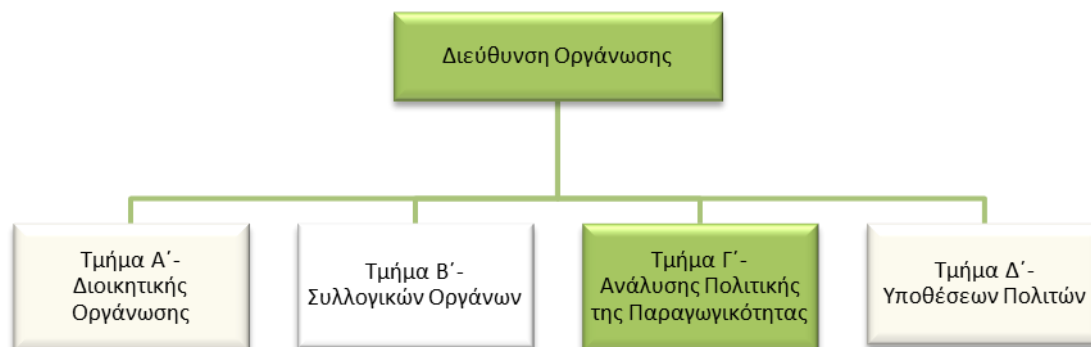 Διεύθυνση Οργάνωσης
Τμήμα Α΄-
Διοικητικής
Οργάνωσης
Τμήμα Β΄-
Συλλογικών Οργάνων
Τμήμα Γ΄-
Ανάλυσης Πολιτικής
της Παραγωγικότητας
Τμήμα Δ΄-
Υποθέσεων Πολιτών